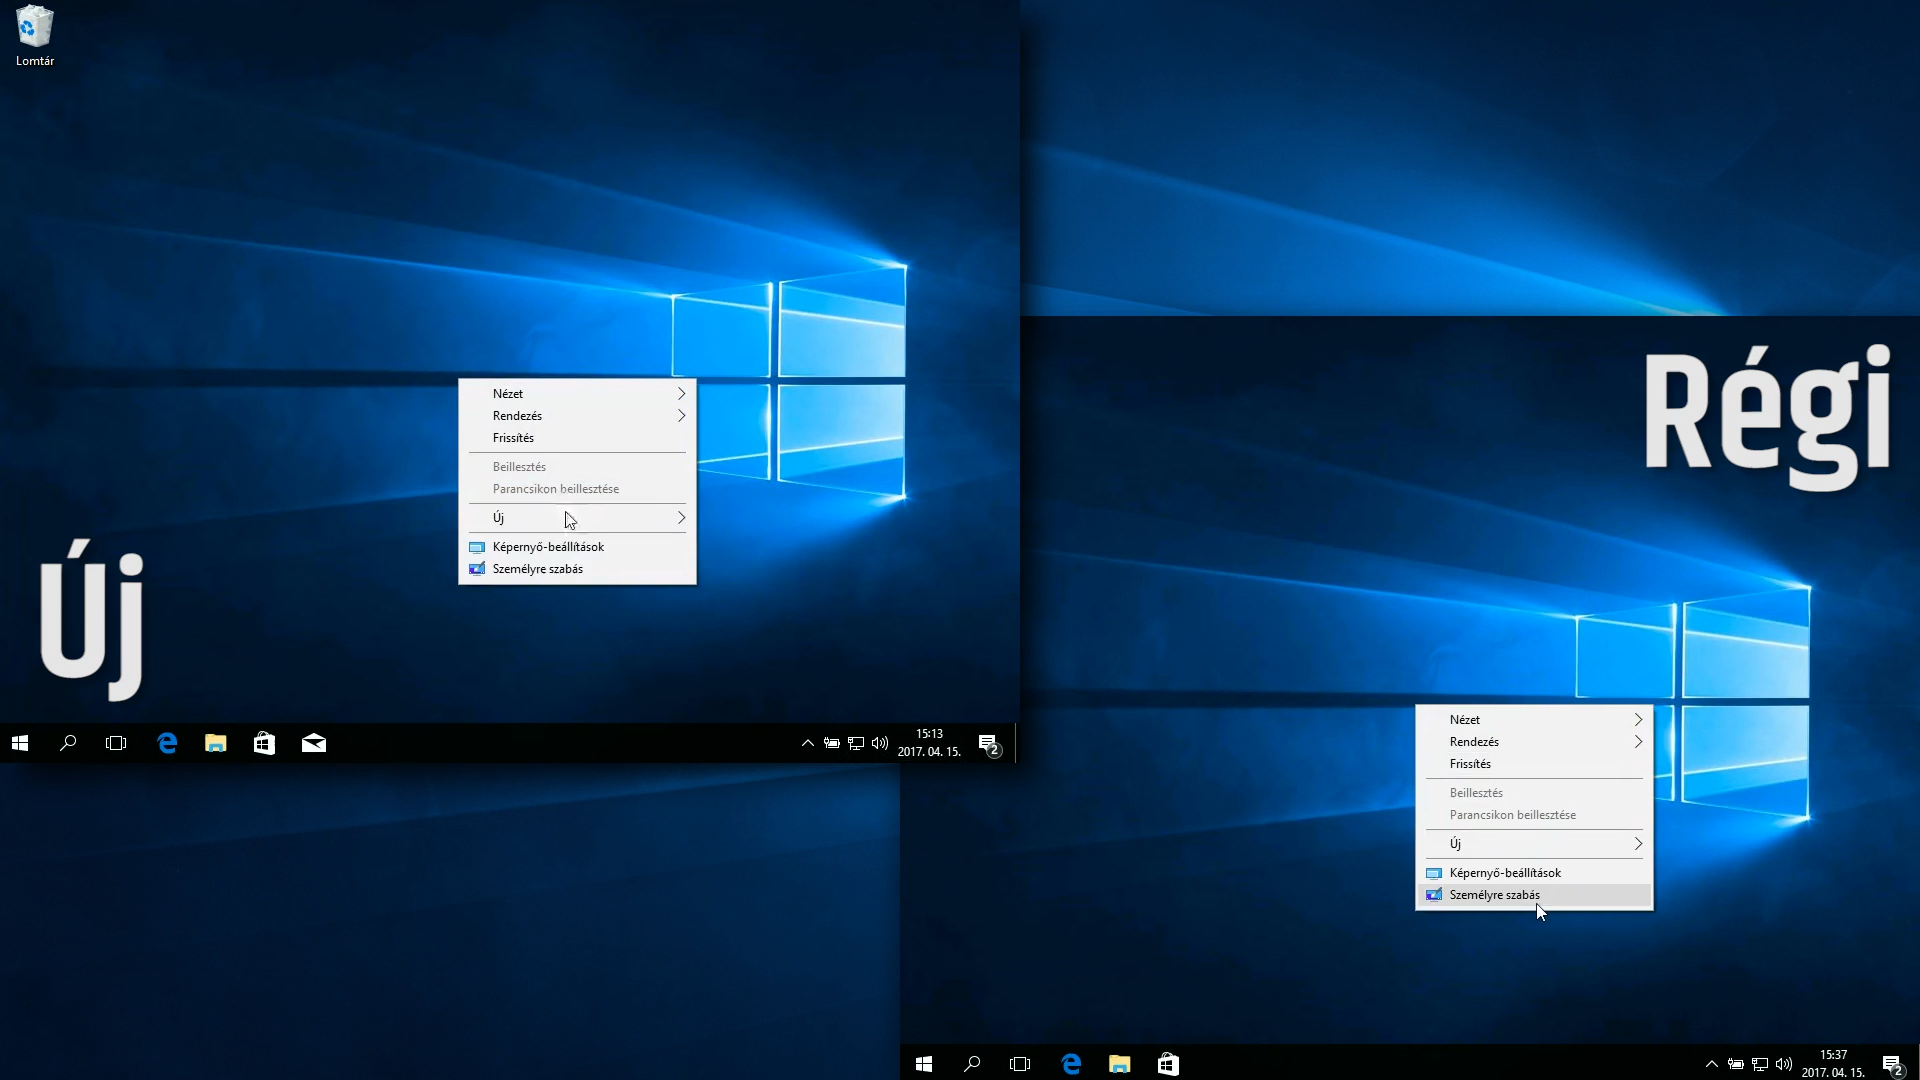 Lomtár
Nézet
Rendezés
Frissítés
Beillesztés
Parancsikon beillesztése
Új
Képernyő-beállítások
Személyre szabás
Új
15:13
2017. 04. 15.
2
Régi
Nézet
Rendezés
Frissítés
Beillesztés
Parancsikon beillesztése
Új
Képernyő-beállítások
Személyre szabás
15:37
2017. 04. 15.
2